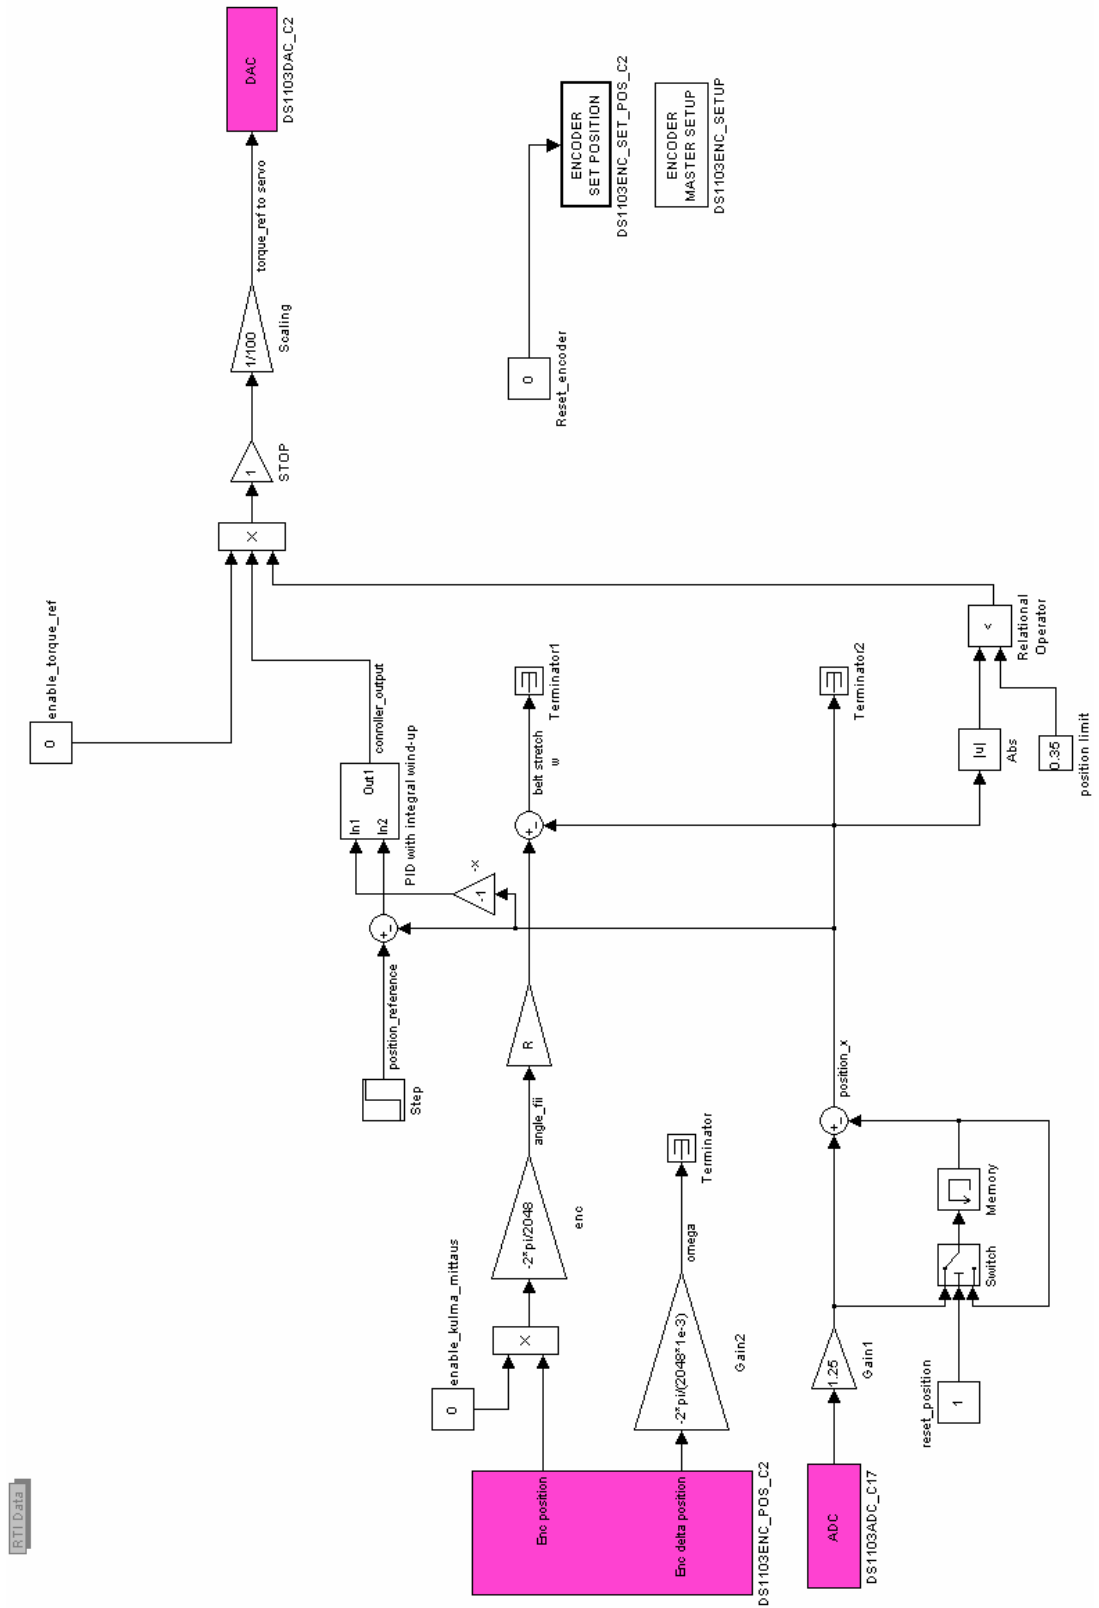 RTI Data
Enc position
Enc delta position
DS1103ENC_POS_C2
0
enable_kulma_mittaus
X
-2*pi/2048
enc
angle_fii
R
-2*pi/(2048*1e-3)
Gain2
omega
Terminator
ADC
DS1103ADC_C17
1.25
Gain1
1
reset_position
Switch
Memory
+
-
position_x
Step
position_reference
+
-
-1
-x
In1
In2
Out1
PID with integral wind-up
conroller_output
+
-
belt stretch
w
Terminator1
Terminator2
|u|
Abs
0.35
position limit
<
Relational
Operator
0
enable_torque_ref
X
1
STOP
1/100
Scaling
torque_ref to servo
DAC
DS1103DAC_C2
0
Reset_encoder
ENCODER
SET POSITION
DS1103ENC_SET_POS_C2
ENCODER
MASTER SETUP
DS1103ENC_SETUP